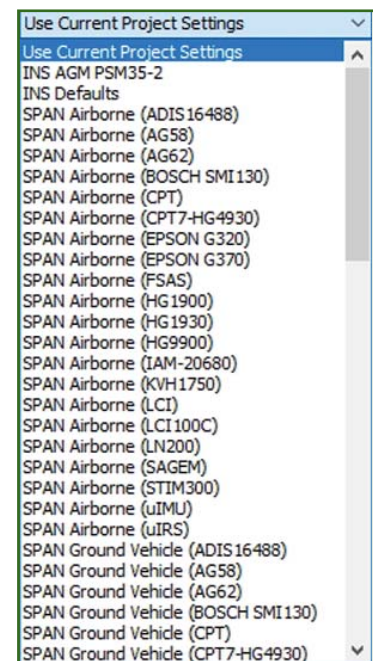 Use Current Project Settings
Use Current Project Settings
INS AGM PSM35-2
INS Defaults
SPAN Airborne (ADIS16488)
SPAN Airborne (AG58)
SPAN Airborne (AG62)
SPAN Airborne (BOSCH SMI130)
SPAN Airborne (CPT)
SPAN Airborne (CPT7-HG4930)
SPAN Airborne (EPSON G320)
SPAN Airborne (EPSON G370)
SPAN Airborne (FSAS)
SPAN Airborne (HG1900)
SPAN Airborne (HG1930)
SPAN Airborne (HG9900)
SPAN Airborne (IAM-20680)
SPAN Airborne (KVH1750)
SPAN Airborne (LCI)
SPAN Airborne (LCI100C)
SPAN Airborne (LN200)
SPAN Airborne (SAGEM)
SPAN Airborne (STIM300)
SPAN Airborne (uIMU)
SPAN Airborne (uIRS)
SPAN Ground Vehicle (ADIS16488)
SPAN Ground Vehicle (AG58)
SPAN Ground Vehicle (AG62)
SPAN Ground Vehicle (BOSCH SMI130)
SPAN Ground Vehicle (CPT)
SPAN Ground Vehicle (CPT7-HG4930)